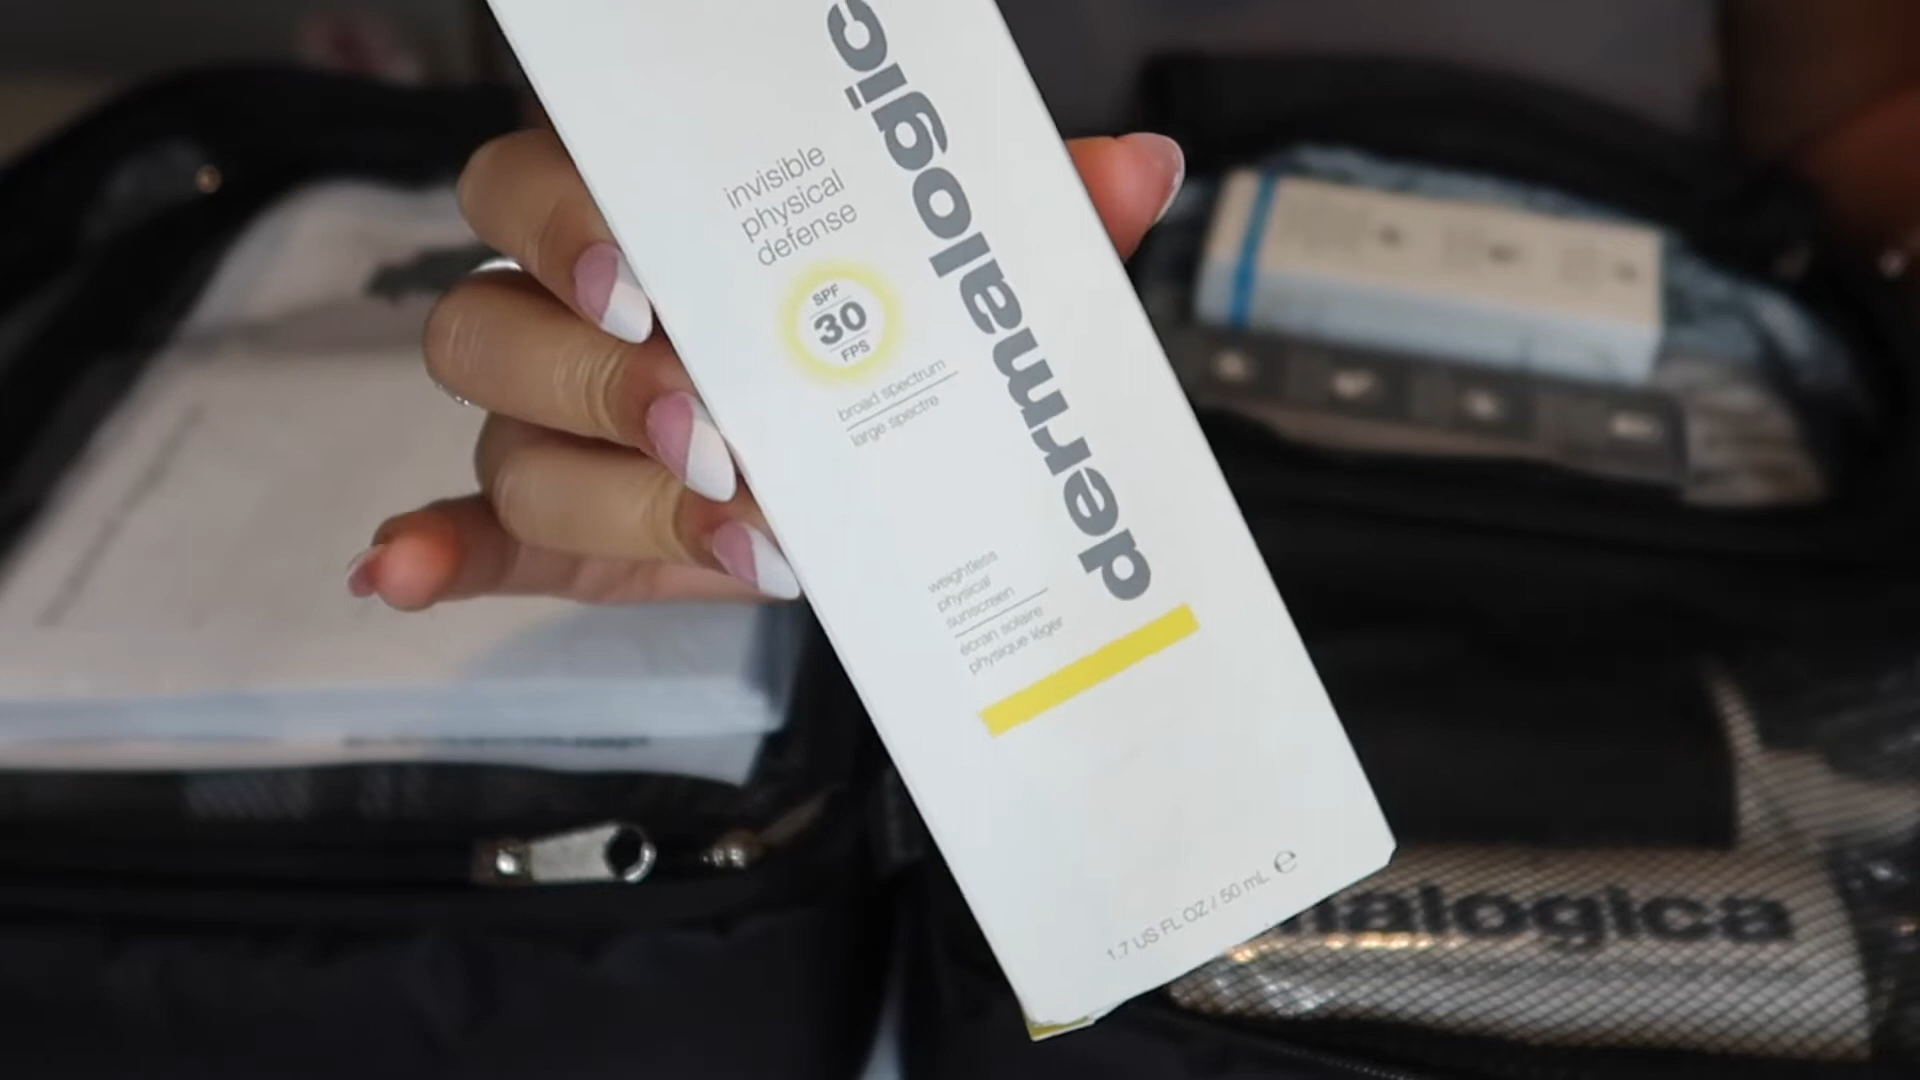 dermalogic
invisible
physical
defense
SPF
30
FPS
broad spectrum
large spectre
weightless
physical
sunscreen
écran solaire
physique léger
1.7 US FL OZ / 50 mL ℮
malogica